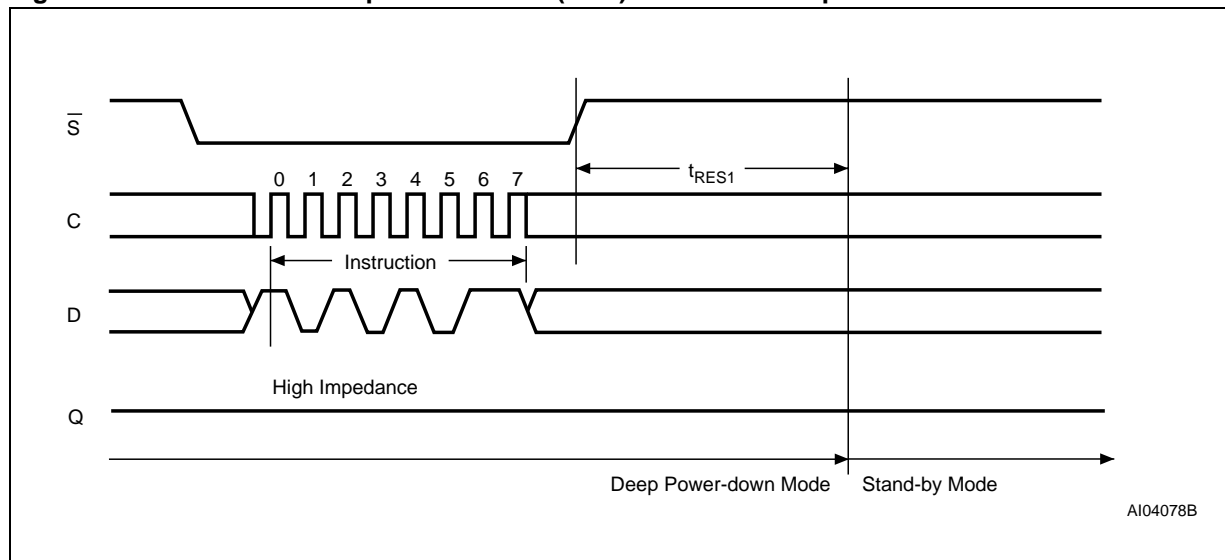 S
0 1 2 3 4 5 6 7
tRES1
C
Instruction
D
High Impedance
Q
Deep Power-down Mode Stand-by Mode
AI04078B